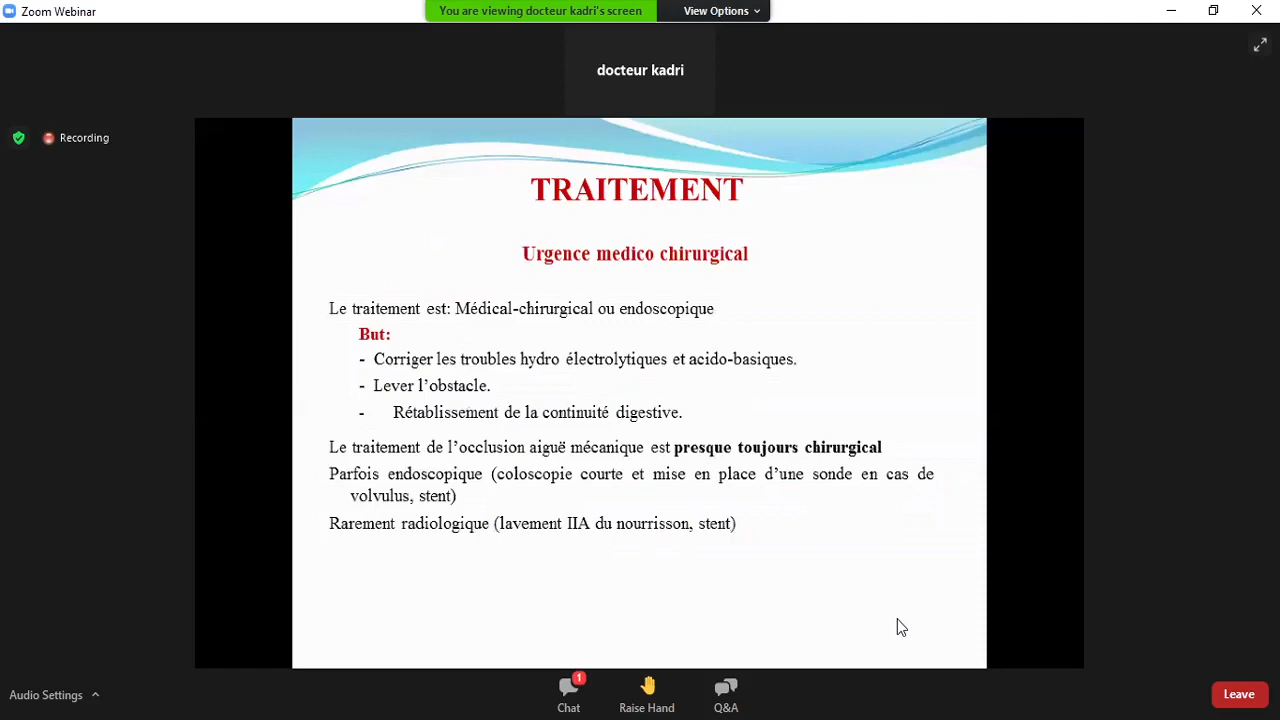 Zoom Webinar
You are viewing docteur kadri's screen
View Options
docteur kadri
Recording
TRAITEMENT
Urgence medico chirurgical
Le traitement est: Médical-chirurgical ou endoscopique
But:
- Corriger les troubles hydro électrolytiques et acido-basiques.
- Lever l’obstacle.
- Rétablissement de la continuité digestive.
Le traitement de l’occlusion aiguë mécanique est presque toujours chirurgical
Parfois endoscopique (coloscopie courte et mise en place d’une sonde en cas de
volvulus, stent)
Rarement radiologique (lavement IIA du nourrisson, stent)
Audio Settings
1
Chat
Raise Hand
Q&A
Leave